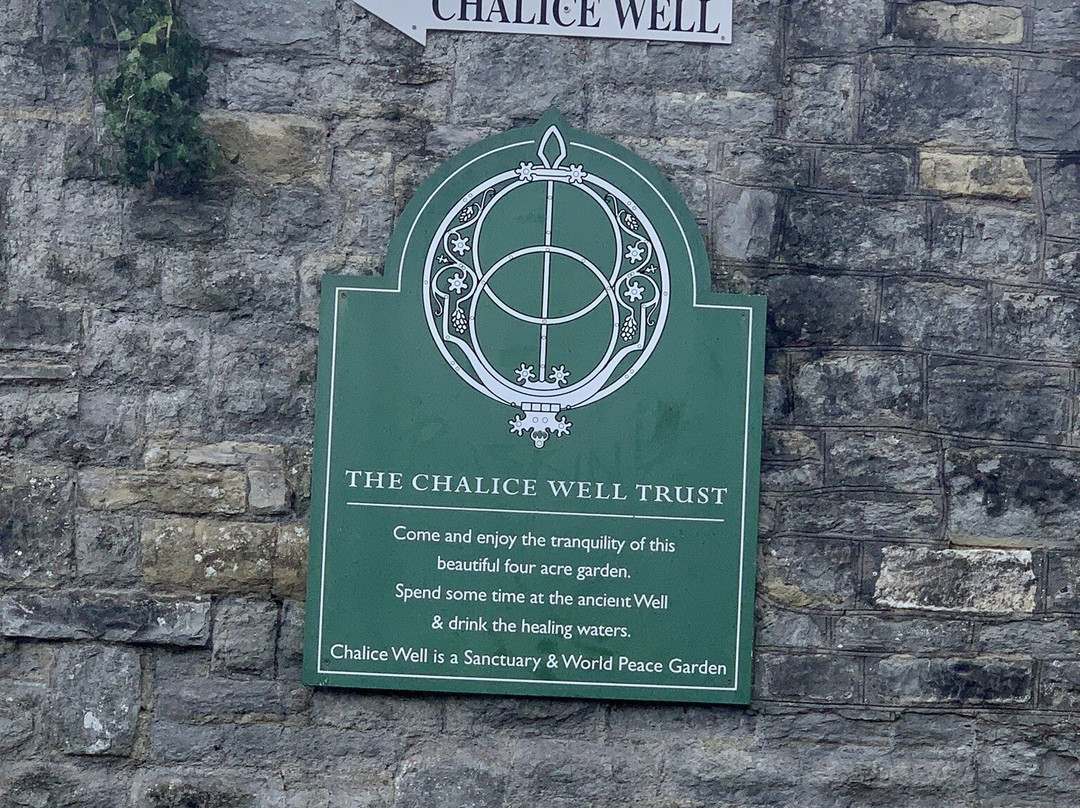 CHALICE WELL
THE CHALICE WELL TRUST
Come and enjoy the tranquility of this
beautiful four acre garden.
Spend some time at the ancient Well
& drink the healing waters.
Chalice Well is a Sanctuary & World Peace Garden